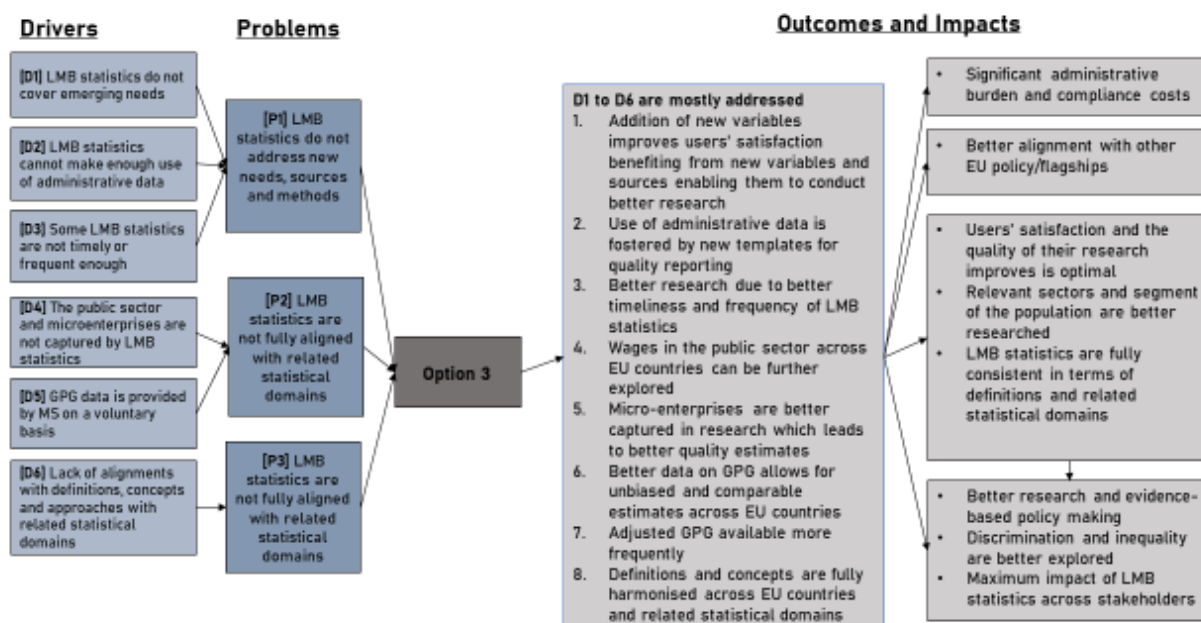 Drivers
Problems
Outcomes and Impacts
[D1] LMB statistics do not
cover emerging needs
[D2] LMB statistics
cannot make enough use
of administrative data
[D3] Some LMB statistics
are not timely or
frequent enough
[D4] The public sector
and microenterprises are
not captured by LMB
statistics
[D5] GPG data is provided
by MS on a voluntary
basis
[D6] Lack of alignments
with definitions, concepts
and approaches with
related statistical
domains
[P1] LMB
statistics do not
address new
needs, sources
and methods
[P2] LMB
statistics are
not fully aligned
with related
statistical
domains
[P3] LMB
statistics are
not fully aligned
with related
statistical
domains
Option 3
D1 to D6 are mostly addressed
1. Addition of new variables
improves users' satisfaction
benefiting from new variables and
sources enabling them to conduct
better research
2. Use of administrative data is
fostered by new templates for
quality reporting
3. Better research due to better
timeliness and frequency of LMB
statistics
4. Wages in the public sector across
EU countries can be further
explored
5. Micro-enterprises are better
captured in research which leads
to better quality estimates
6. Better data on GPG allows for
unbiased and comparable
estimates across EU countries
7. Adjusted GPG available more
frequently
8. Definitions and concepts are fully
harmonised across EU countries
and related statistical domains
• Significant administrative
burden and compliance costs
• Better alignment with other
EU policy/flagships
• Users' satisfaction and the
quality of their research
improves is optimal
• Relevant sectors and segment
of the population are better
researched
• LMB statistics are fully
consistent in terms of
definitions and related
statistical domains
• Better research and evidence-
based policy making
• Discrimination and inequality
are better explored
• Maximum impact of LMB
statistics across stakeholders